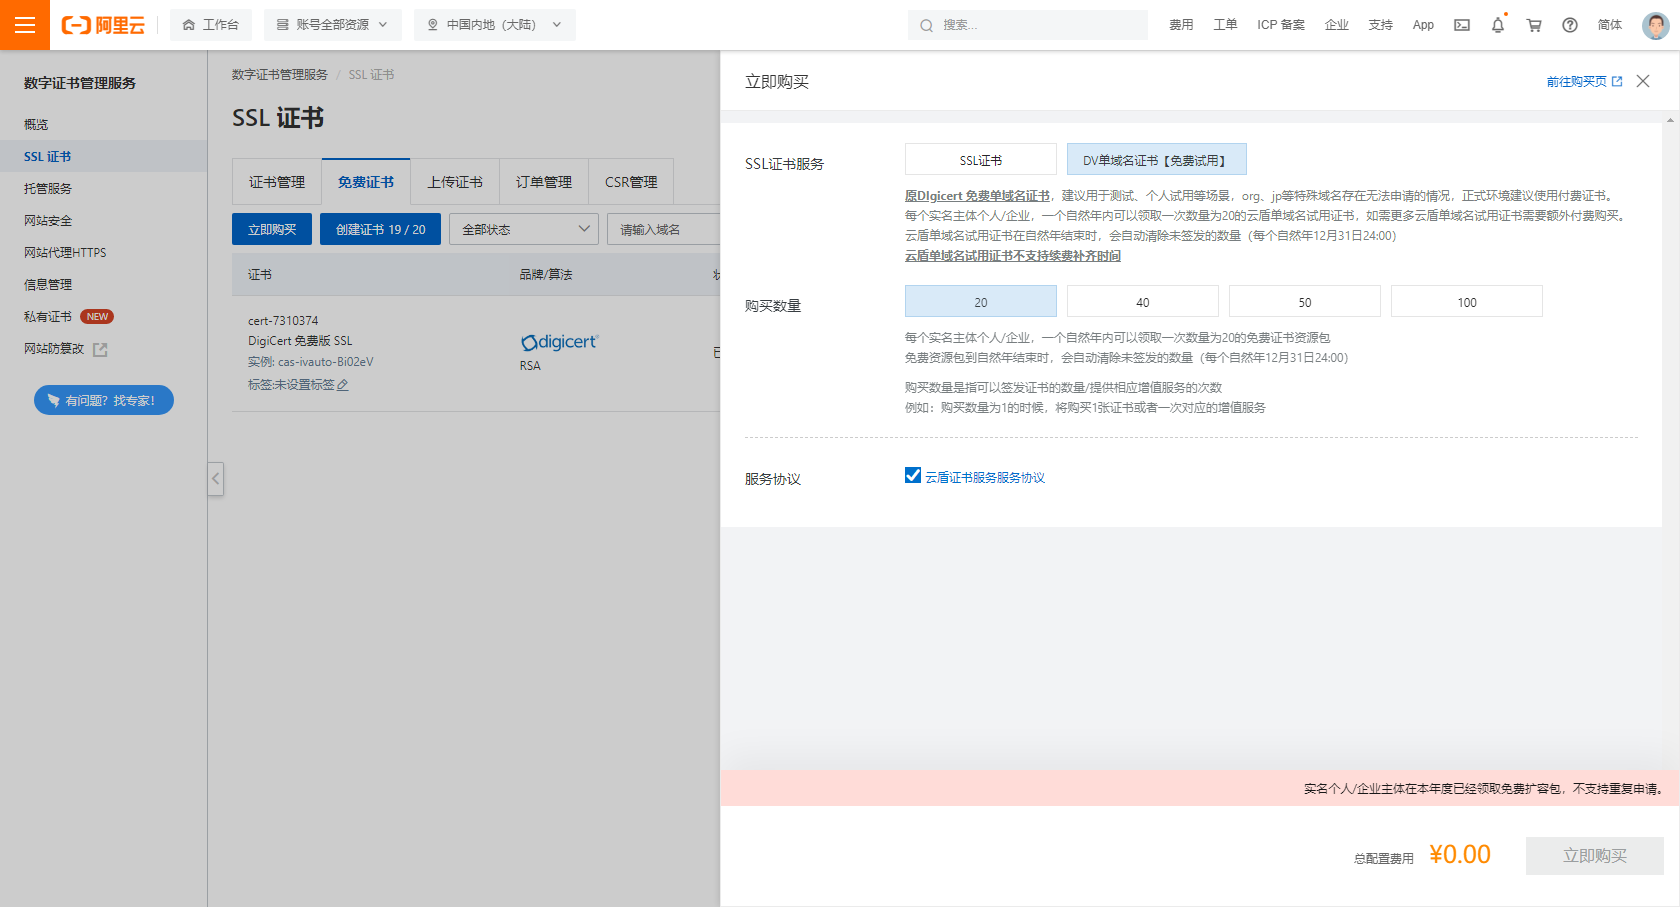 阿里云
工作台
账号全部资源
中国内地（大陆）
搜索...
费用
工单
ICP 备案
企业
支持
App
简体
数字证书管理服务
概览
SSL 证书
托管服务
网站安全
网站代理HTTPS
信息管理
私有证书 NEW
网站防篡改
有问题？找专家！
数字证书管理服务 / SSL 证书
SSL 证书
证书管理
免费证书
上传证书
订单管理
CSR管理
立即购买
创建证书 19 / 20
全部状态
请输入域名
证书
品牌/算法
cert-7310374
DigiCert 免费版 SSL
实例: cas-ivauto-Bi02eV
标签:未设置标签
digicert
RSA
立即购买
前往购买页
SSL证书服务
SSL证书
DV单域名证书【免费试用】
原DIgicert 免费单域名证书，建议用于测试、个人试用等场景，org、jp等特殊域名存在无法申请的情况，正式环境建议使用付费证书。
每个实名主体个人/企业，一个自然年内可以领取一次数量为20的云盾单域名试用证书，如需更多云盾单域名试用证书需要额外付费购买。
云盾单域名试用证书在自然年结束时，会自动清除未签发的数量（每个自然年12月31日24:00）
云盾单域名试用证书不支持续费补齐时间
购买数量
20
40
50
100
每个实名主体个人/企业，一个自然年内可以领取一次数量为20的免费证书资源包
免费资源包到自然年结束时，会自动清除未签发的数量（每个自然年12月31日24:00）
购买数量是指可以签发证书的数量/提供相应增值服务的次数
例如：购买数量为1的时候，将购买1张证书或者一次对应的增值服务
服务协议
云盾证书服务服务协议
实名个人/企业主体在本年度已经领取免费扩容包，不支持重复申请。
总配置费用 ¥0.00
立即购买